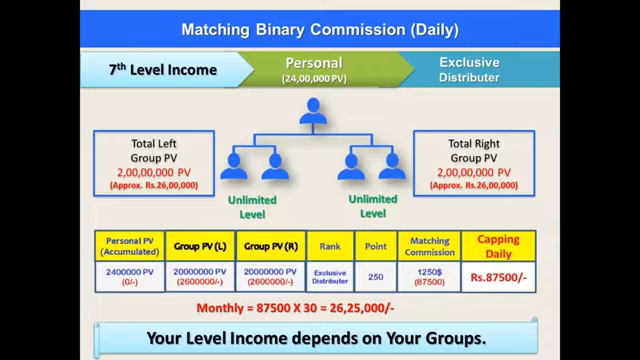 Matching Binary Commission (Daily)
7th Level Income
Personal
(24,00,000 PV)
Exclusive
Distributer
Total Left
Group PV
2,00,00,000 PV
(Approx. Rs.26,00,000)
Total Right
Group PV
2,00,00,000 PV
(Approx. Rs.26,00,000)
Unlimited
Level
Unlimited
Level
Personal PV
(Accumulated)
Group PV (L)
Group PV (R)
Rank
Point
Matching
Commission
Capping
Daily
2400000 PV
(0/-)
20000000 PV
(2600000/-)
20000000 PV
(2600000/-)
Exclusive
Distributer
250
1250$
(87500)
Rs.87500/-
Monthly = 87500 X 30 = 26,25,000/-
Your Level Income depends on Your Groups.